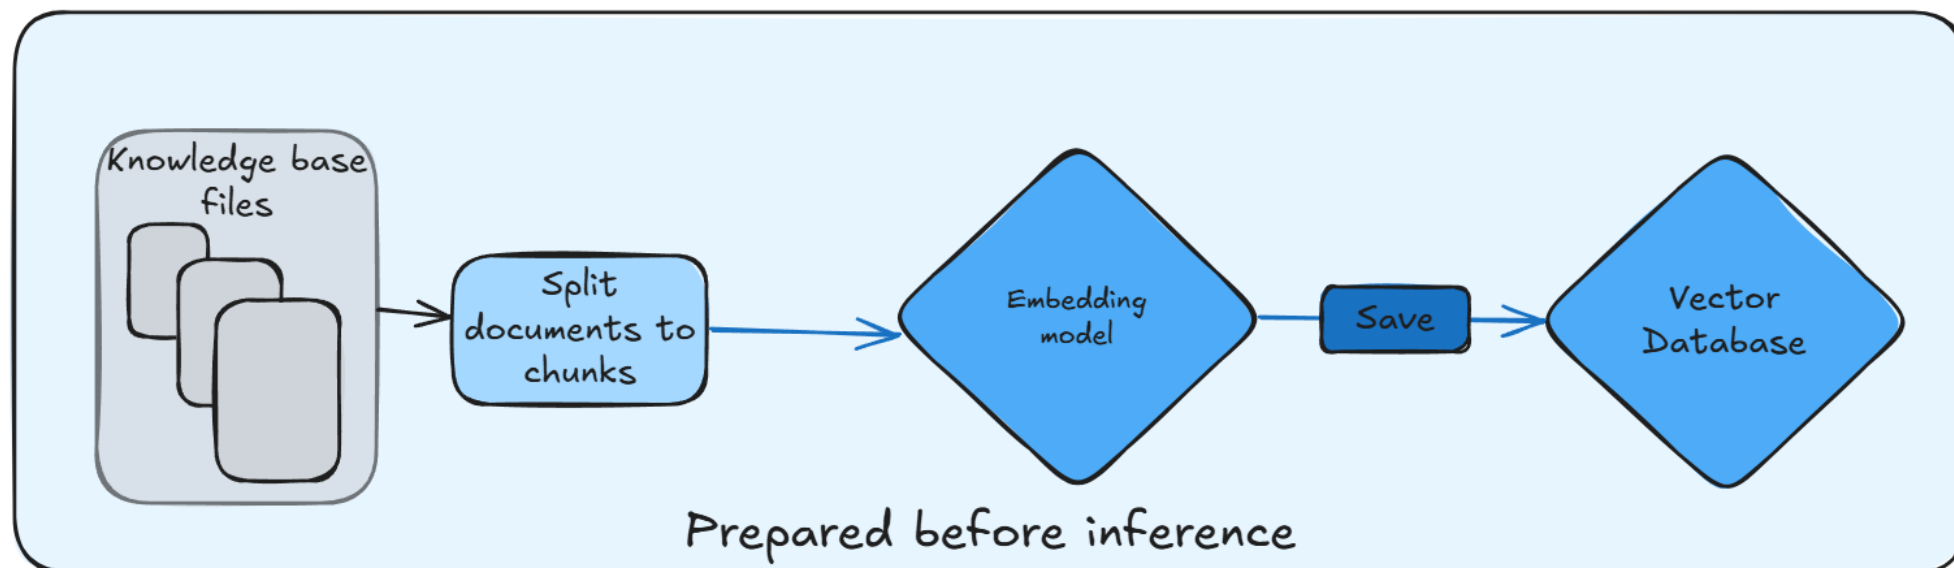 Knowledge base
files
Split
documents to
chunks
Embedding
model
Save
Vector
Database
Prepared before inference